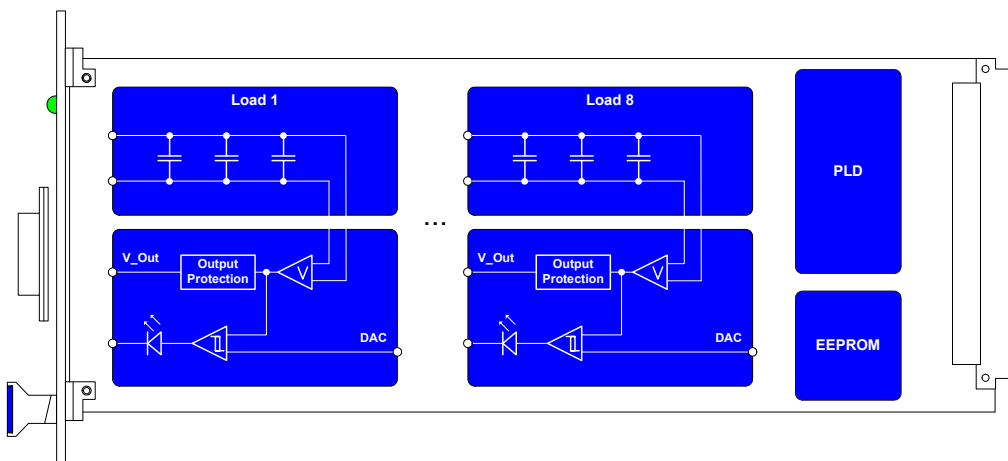 Load 1
Load 8
PLD
...
V_Out
Output
Protection
V
DAC
V_Out
Output
Protection
V
DAC
EEPROM